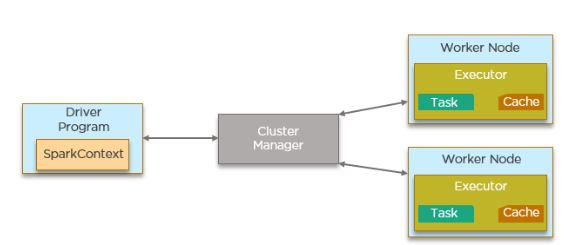 Driver
Program
SparkContext
Cluster
Manager
Worker Node
Executor
Task
Cache
Worker Node
Executor
Task
Cache